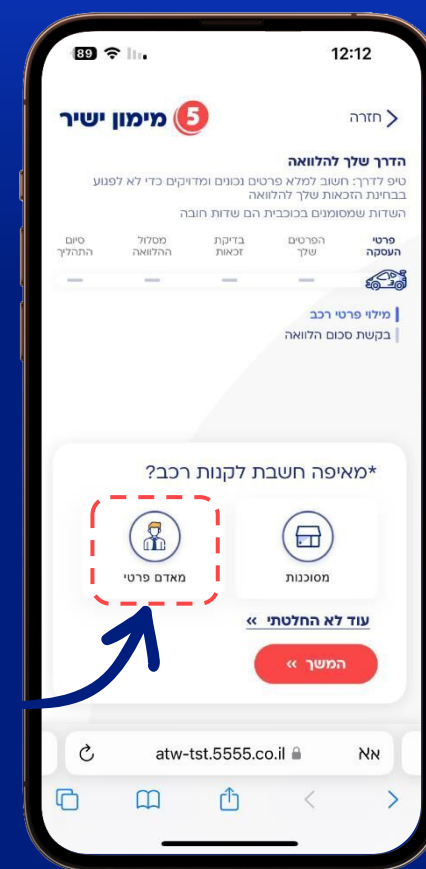 12:12
89
חזרה
5 מימון ישיר
הדרך שלך להלוואה
טיפ לדרך: חשוב למלא פרטים נכונים ומדויקים כדי לא לפגוע
בבחינת הזכאות שלך להלוואה
השדות שמסומנים בכוכבית הם שדות חובה
פרטי העסקה
הפרטים שלך
בדיקת זכאות
מסלול ההלוואה
סיום התהליך
מילוי פרטי רכב
בקשת סכום הלוואה
*מאיפה חשבת לקנות רכב?
מסוכנות
מאדם פרטי
עוד לא החלטתי »
המשך »
אא
atw-tst.5555.co.il